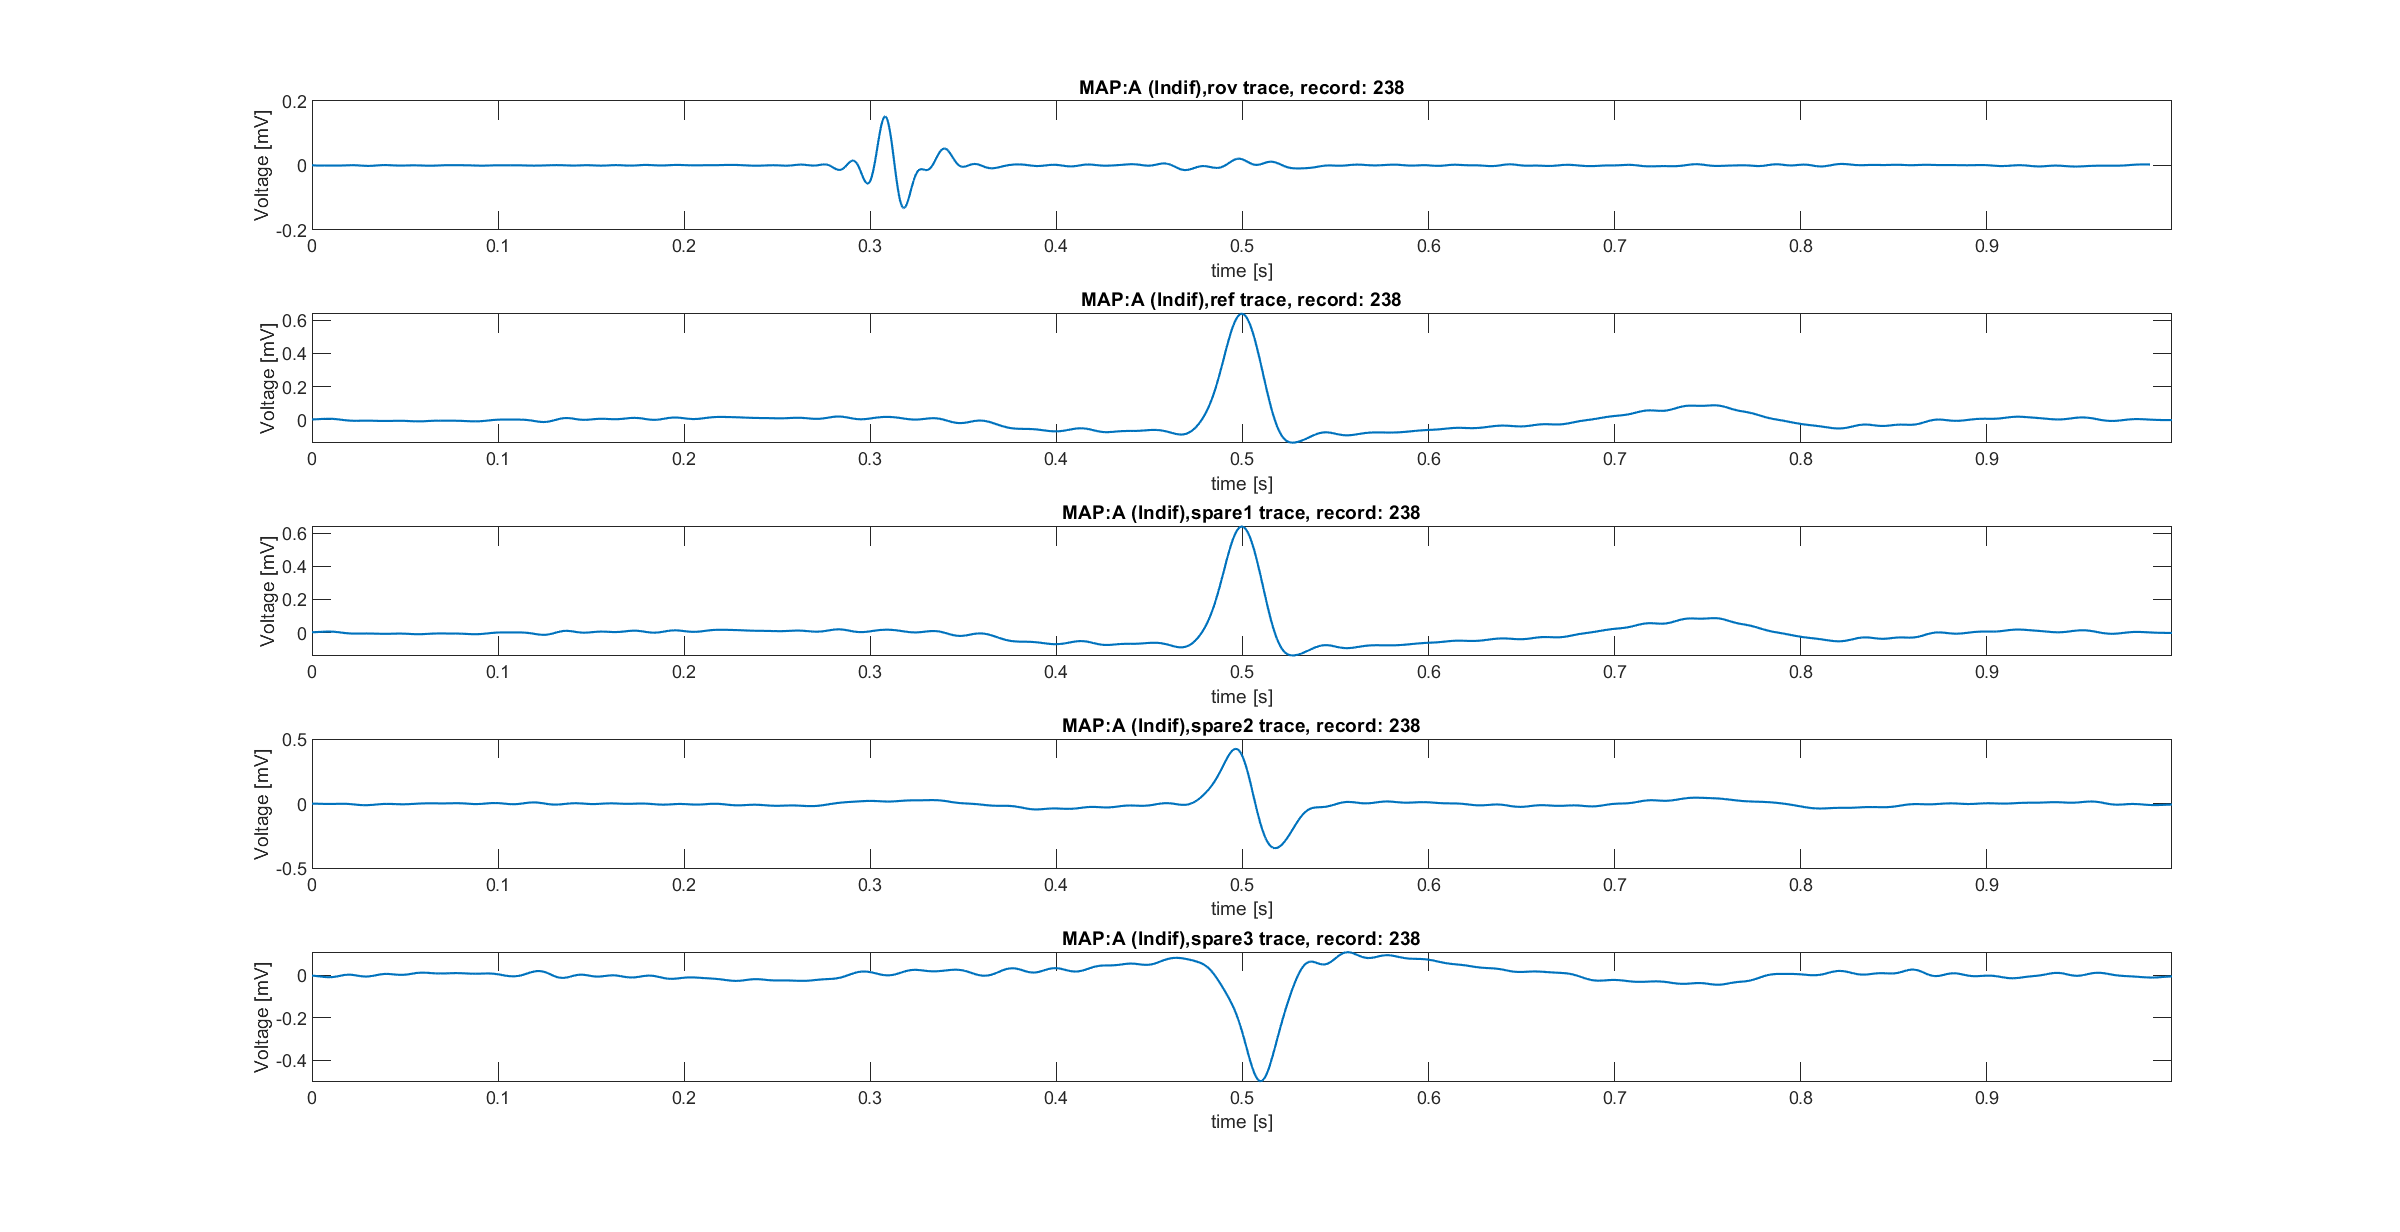 MAP:A (Indif),rov trace, record: 238
Voltage [mV]
0.2
0
-0.2
0 0.1 0.2 0.3 0.4 0.5 0.6 0.7 0.8 0.9
time [s]
MAP:A (Indif),ref trace, record: 238
Voltage [mV]
0.6
0.4
0.2
0
0 0.1 0.2 0.3 0.4 0.5 0.6 0.7 0.8 0.9
time [s]
MAP:A (Indif),spare1 trace, record: 238
Voltage [mV]
0.6
0.4
0.2
0
0 0.1 0.2 0.3 0.4 0.5 0.6 0.7 0.8 0.9
time [s]
MAP:A (Indif),spare2 trace, record: 238
Voltage [mV]
0.5
0
-0.5
0 0.1 0.2 0.3 0.4 0.5 0.6 0.7 0.8 0.9
time [s]
MAP:A (Indif),spare3 trace, record: 238
Voltage [mV]
0
-0.2
-0.4
0 0.1 0.2 0.3 0.4 0.5 0.6 0.7 0.8 0.9
time [s]